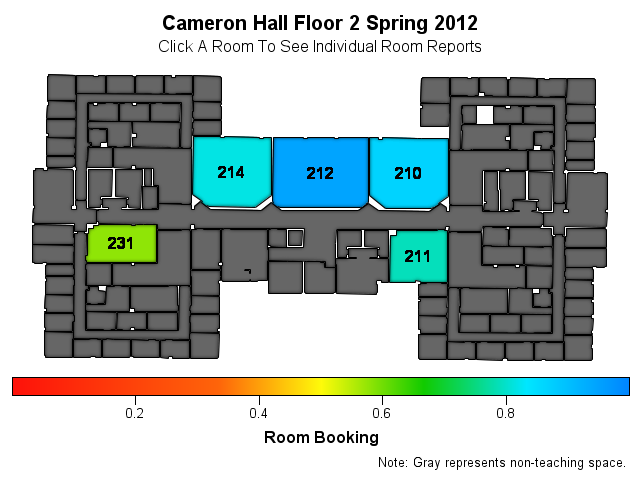 Cameron Hall Floor 2 Spring 2012
Click A Room To See Individual Room Reports
214
212
210
231
211
0.2
0.4
0.6
0.8
Room Booking
Note: Gray represents non-teaching space.